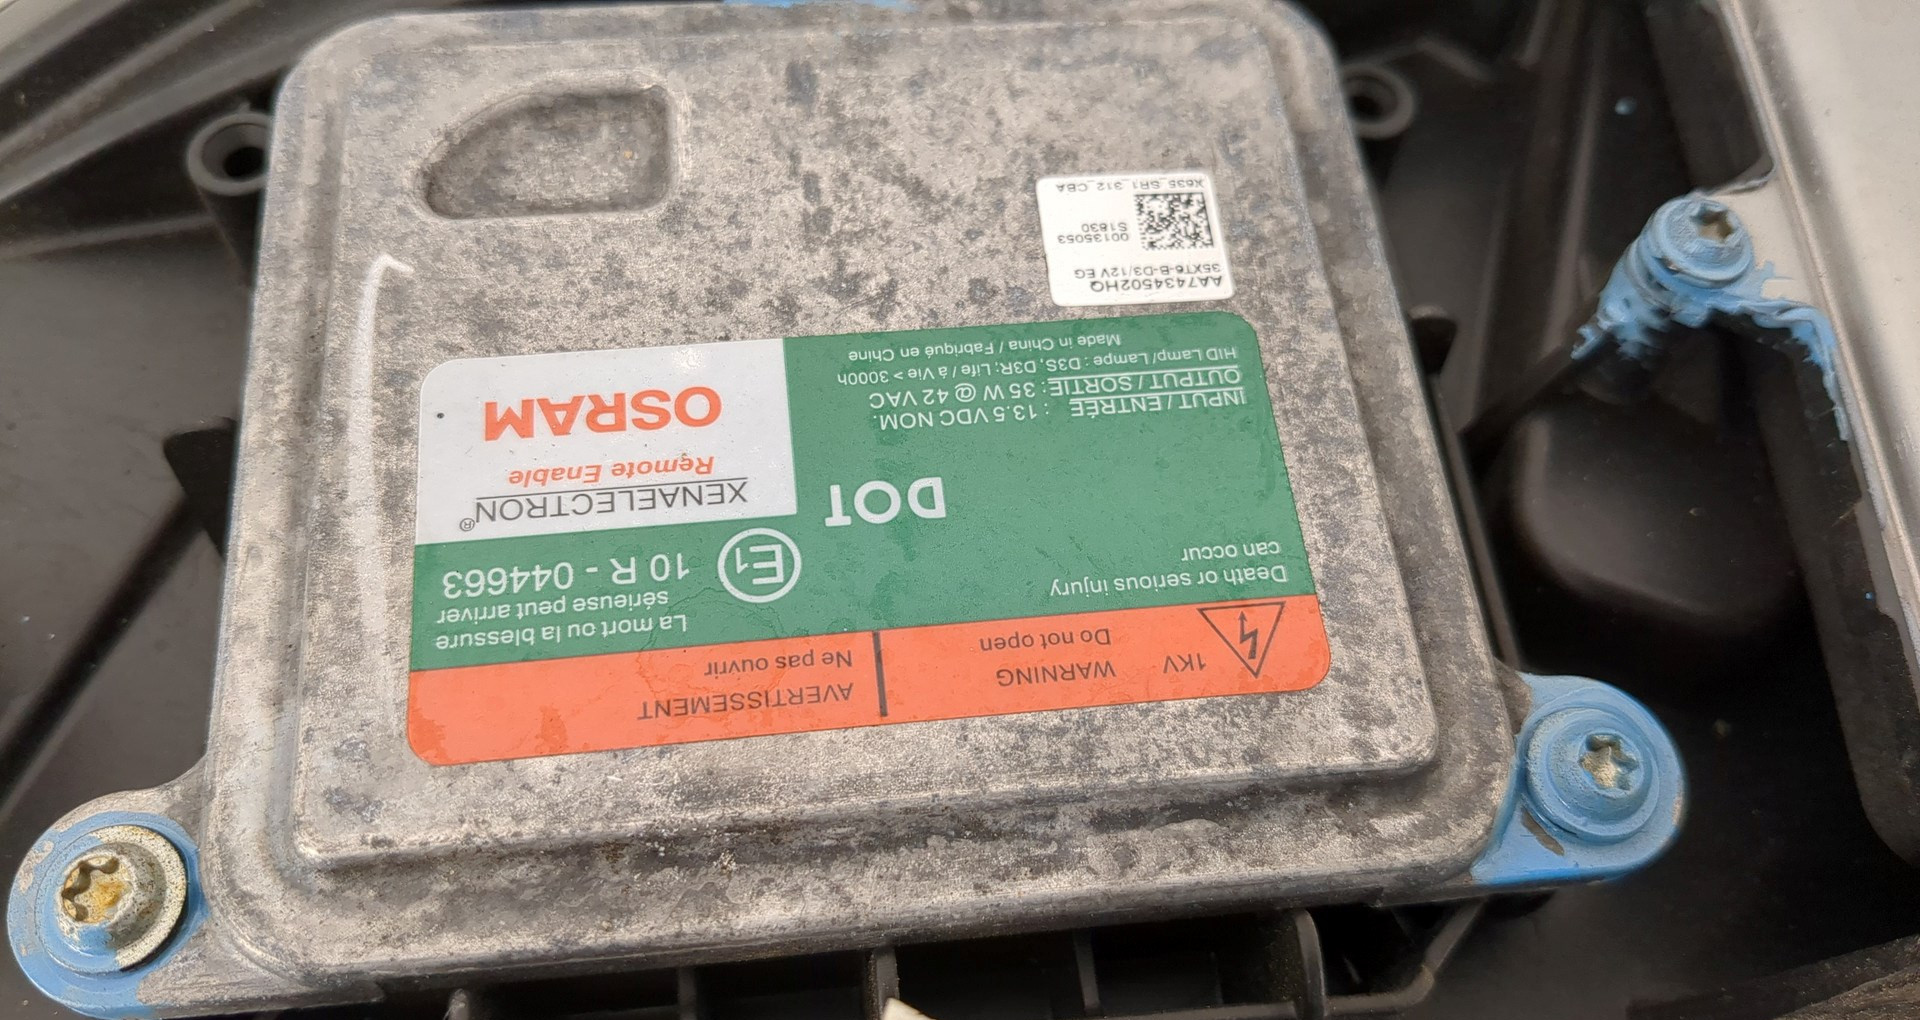 1KV
WARNING
Do not open
AVERTISSEMENT
Ne pas ouvrir
Death or serious injury
can occur
La mort ou la blessure
sérieuse peut arriver
DOT
E1
10 R - 044663
XENAELECTRON®
Remote Enable
OSRAM
INPUT / ENTRÉE : 13.5 VDC NOM.
OUTPUT / SORTIE : 35 W @ 42 VAC
HID Lamp/ Lampe : D3S, D3R; Life / à Vie > 3000h
Made in China / Fabriqué en Chine
AA7434502HQ
35XT6-B-D3/12V EG
00135053
S1830
X635_SR1_312_CBA